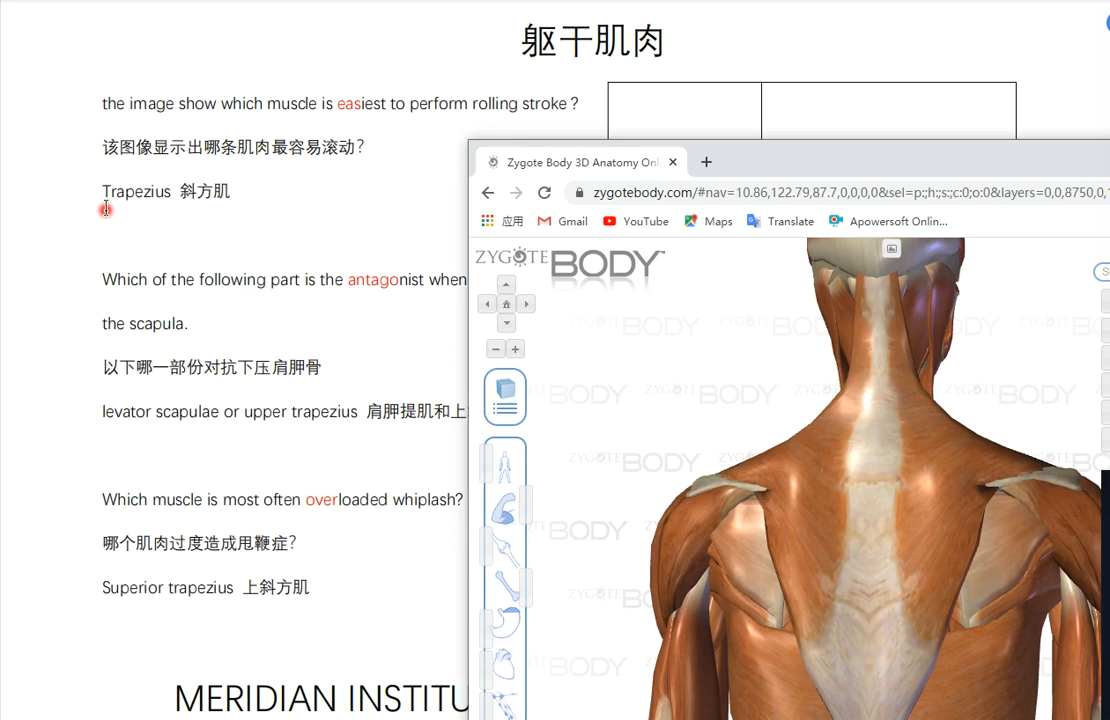 躯干肌肉
the image show which muscle is easiest to perform rolling stroke ?
该图像显示出哪条肌肉最容易滚动？
Trapezius 斜方肌
Which of the following part is the antagonist when
the scapula.
以下哪一部份对抗下压肩胛骨
levator scapulae or upper trapezius 肩胛提肌和上
Which muscle is most often overloaded whiplash?
哪个肌肉过度造成甩鞭症？
Superior trapezius 上斜方肌
MERIDIAN INSTITU
Zygote Body 3D Anatomy Onl
zygotebody.com/#nav=10.86,122.79,87.7,0,0,0,0&sel=p:;h:;s:;c:0;o:0&layers=0,0,8750,0,1
应用 Gmail YouTube Maps Translate Apowersoft Onlin...
ZYGOTE BODY™